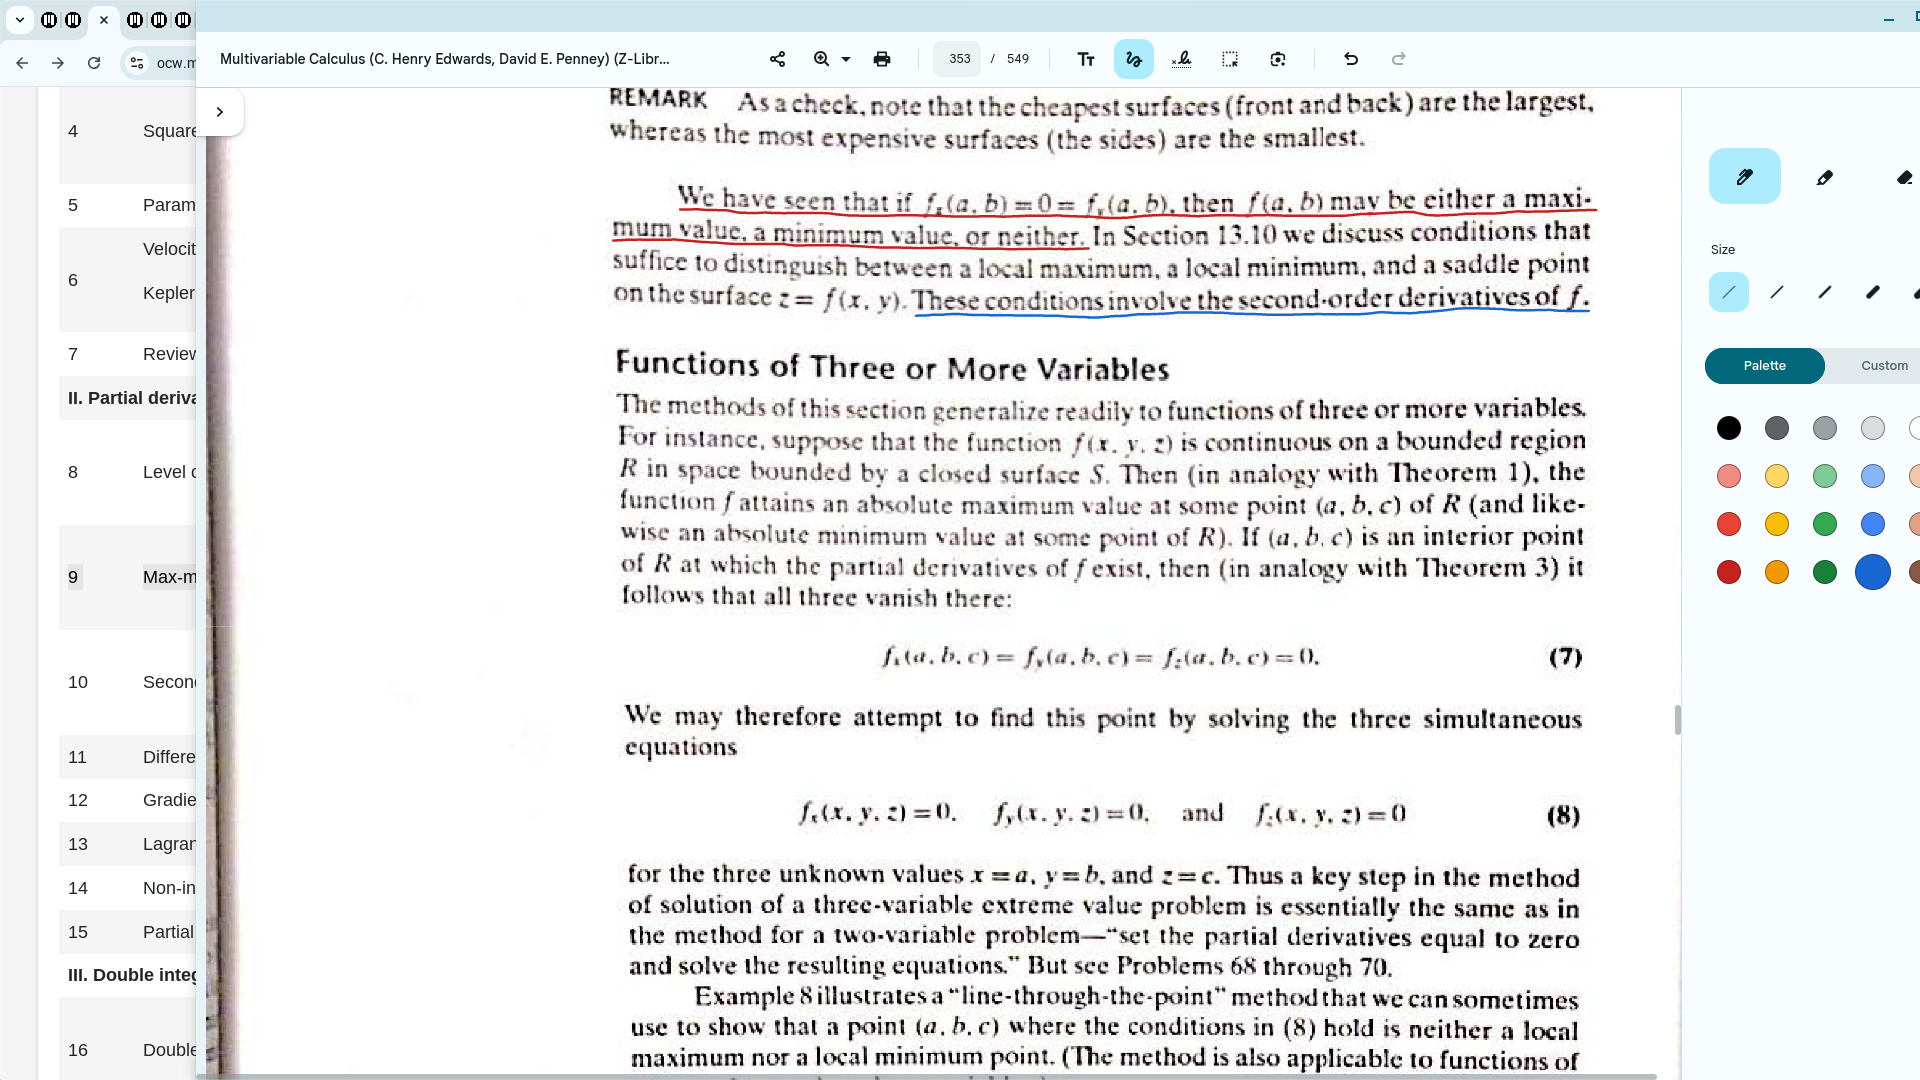 ocw.m
Multivariable Calculus (C. Henry Edwards, David E. Penney) (Z-Libr...
353 / 549
4 Square
5 Param
Velocit
6
Kepler
7 Review
II. Partial deriva
8 Level c
9 Max-m
10 Secon
11 Differe
12 Gradie
13 Lagran
14 Non-in
15 Partial
III. Double integ
16 Double
REMARK As a check, note that the cheapest surfaces (front and back) are the largest,
whereas the most expensive surfaces (the sides) are the smallest.
We have seen that if fₓ(a, b) = 0 = fᵧ(a, b), then f(a, b) may be either a maxi-
mum value, a minimum value, or neither. In Section 13.10 we discuss conditions that
suffice to distinguish between a local maximum, a local minimum, and a saddle point
on the surface z = f(x, y). These conditions involve the second-order derivatives of f.
Functions of Three or More Variables
The methods of this section generalize readily to functions of three or more variables.
For instance, suppose that the function f(x, y, z) is continuous on a bounded region
R in space bounded by a closed surface S. Then (in analogy with Theorem 1), the
function f attains an absolute maximum value at some point (a, b, c) of R (and like-
wise an absolute minimum value at some point of R). If (a, b, c) is an interior point
of R at which the partial derivatives of f exist, then (in analogy with Theorem 3) it
follows that all three vanish there:
fₓ(a, b, c) = fᵧ(a, b, c) = f_z(a, b, c) = 0. (7)
We may therefore attempt to find this point by solving the three simultaneous
equations
fₓ(x, y, z) = 0, fᵧ(x, y, z) = 0, and f_z(x, y, z) = 0 (8)
for the three unknown values x = a, y = b, and z = c. Thus a key step in the method
of solution of a three-variable extreme value problem is essentially the same as in
the method for a two-variable problem—“set the partial derivatives equal to zero
and solve the resulting equations.” But see Problems 68 through 70.
Example 8 illustrates a “line-through-the-point” method that we can sometimes
use to show that a point (a, b, c) where the conditions in (8) hold is neither a local
maximum nor a local minimum point. (The method is also applicable to functions of
Size
Palette
Custom